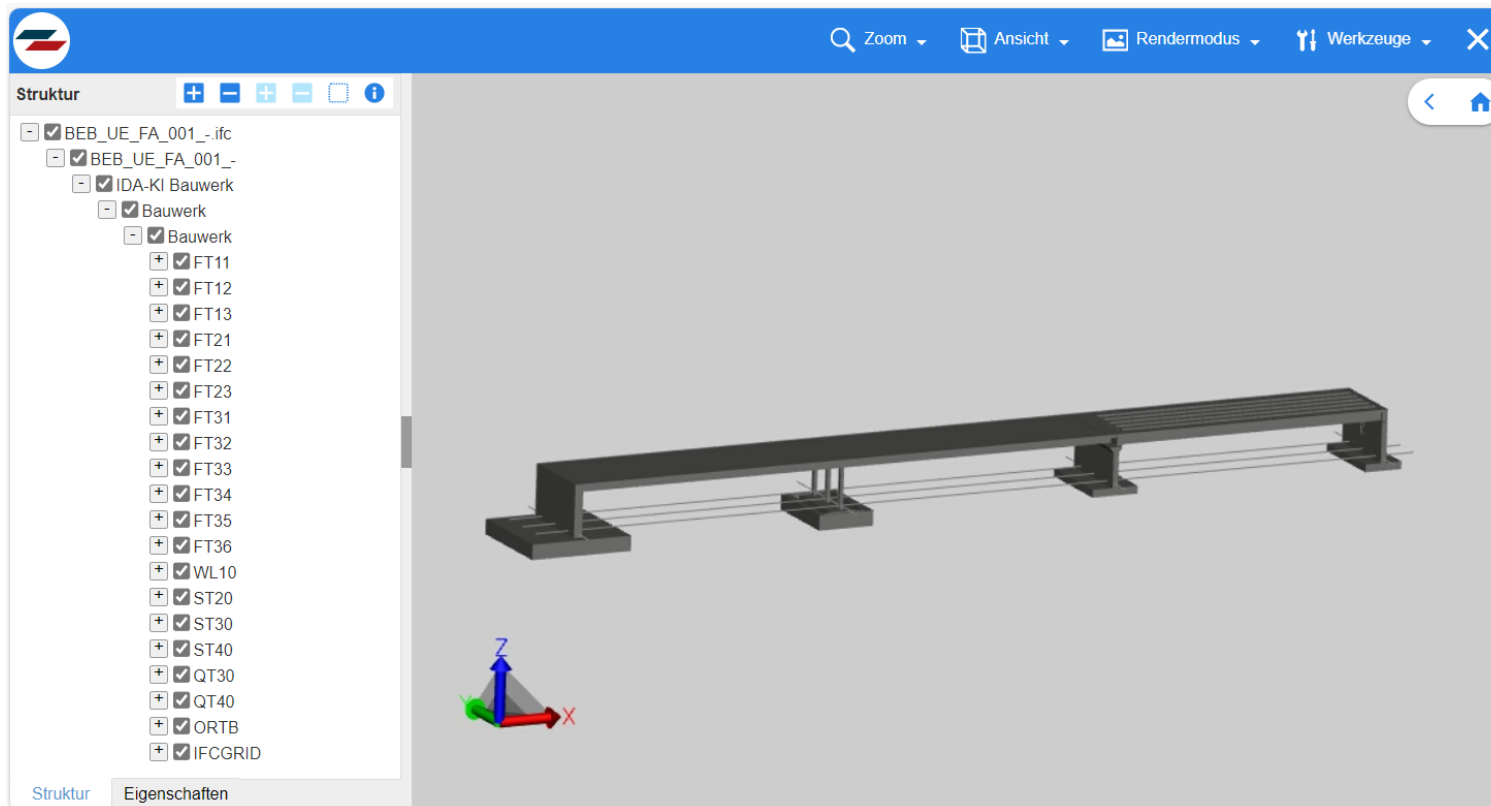 Zoom Ansicht Rendermodus Werkzeuge
Struktur
BEB_UE_FA_001_-.ifc
BEB_UE_FA_001_-
IDA-KI Bauwerk
Bauwerk
Bauwerk
FT11
FT12
FT13
FT21
FT22
FT23
FT31
FT32
FT33
FT34
FT35
FT36
WL10
ST20
ST30
ST40
QT30
QT40
ORTB
IFCGRID
Struktur Eigenschaften
Z
Y
X